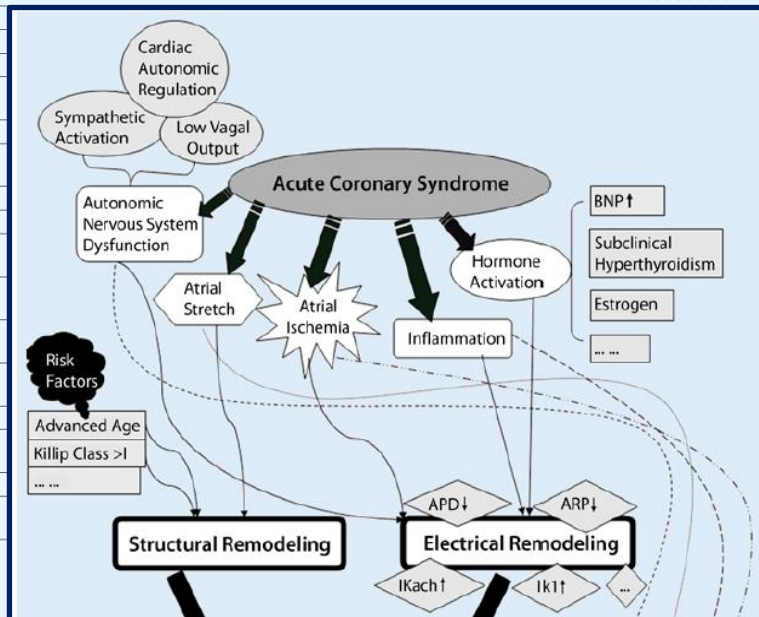 Cardiac
Autonomic
Regulation
Sympathetic
Activation
Low Vagal
Output
Acute Coronary Syndrome
Autonomic
Nervous System
Dysfunction
BNP↑
Subclinical
Hyperthyroidism
Estrogen
... ...
Hormone
Activation
Atrial
Stretch
Atrial
Ischemia
Inflammation
Risk
Factors
Advanced Age
Killip Class >I
... ...
APD↓
ARP↓
Structural Remodeling
Electrical Remodeling
IKach↑
Ik1↑
...